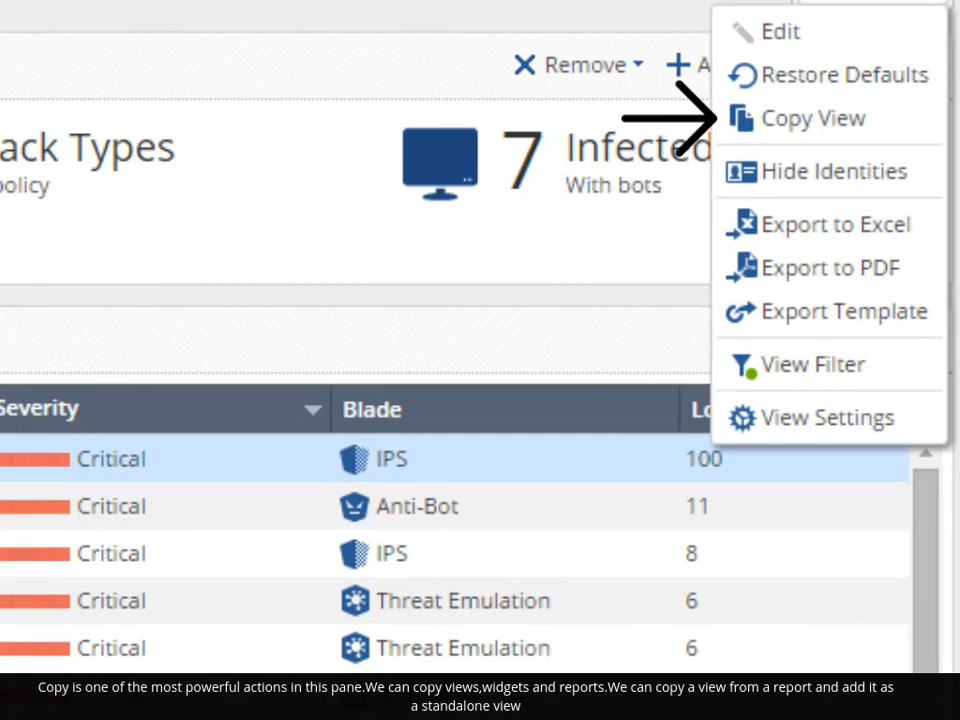 Edit
Remove
Restore Defaults
Copy View
ack Types
7 Infected
policy
With bots
Hide Identities
Export to Excel
Export to PDF
Export Template
View Filter
View Settings
Severity Blade
Critical IPS 100
Critical Anti-Bot 11
Critical IPS 8
Critical Threat Emulation 6
Critical Threat Emulation 6
Copy is one of the most powerful actions in this pane.We can copy views,widgets and reports.We can copy a view from a report and add it as
a standalone view